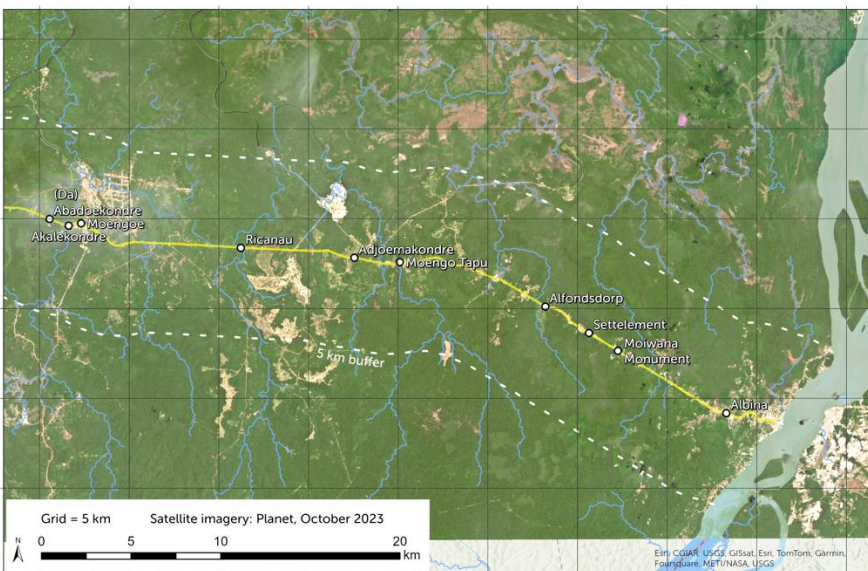 (Da)
Abadoekondre
Moengoe
Akalekondre
Ricanau
Adjoemakondre
Moengo Tapu
Alfondsdorp
Settelement
Moiwana
Monument
5 km buffer
Albina
Grid = 5 km Satellite imagery: Planet, October 2023
N
0 5 10 20
km
Esri, CGIAR, USGS, GISsat, Esri, TomTom, Garmin,
Foursquare, METI/NASA, USGS